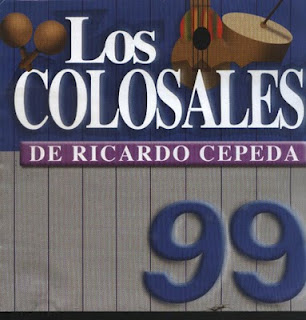 Los
COLOSALES
DE RICARDO CEPEDA
99